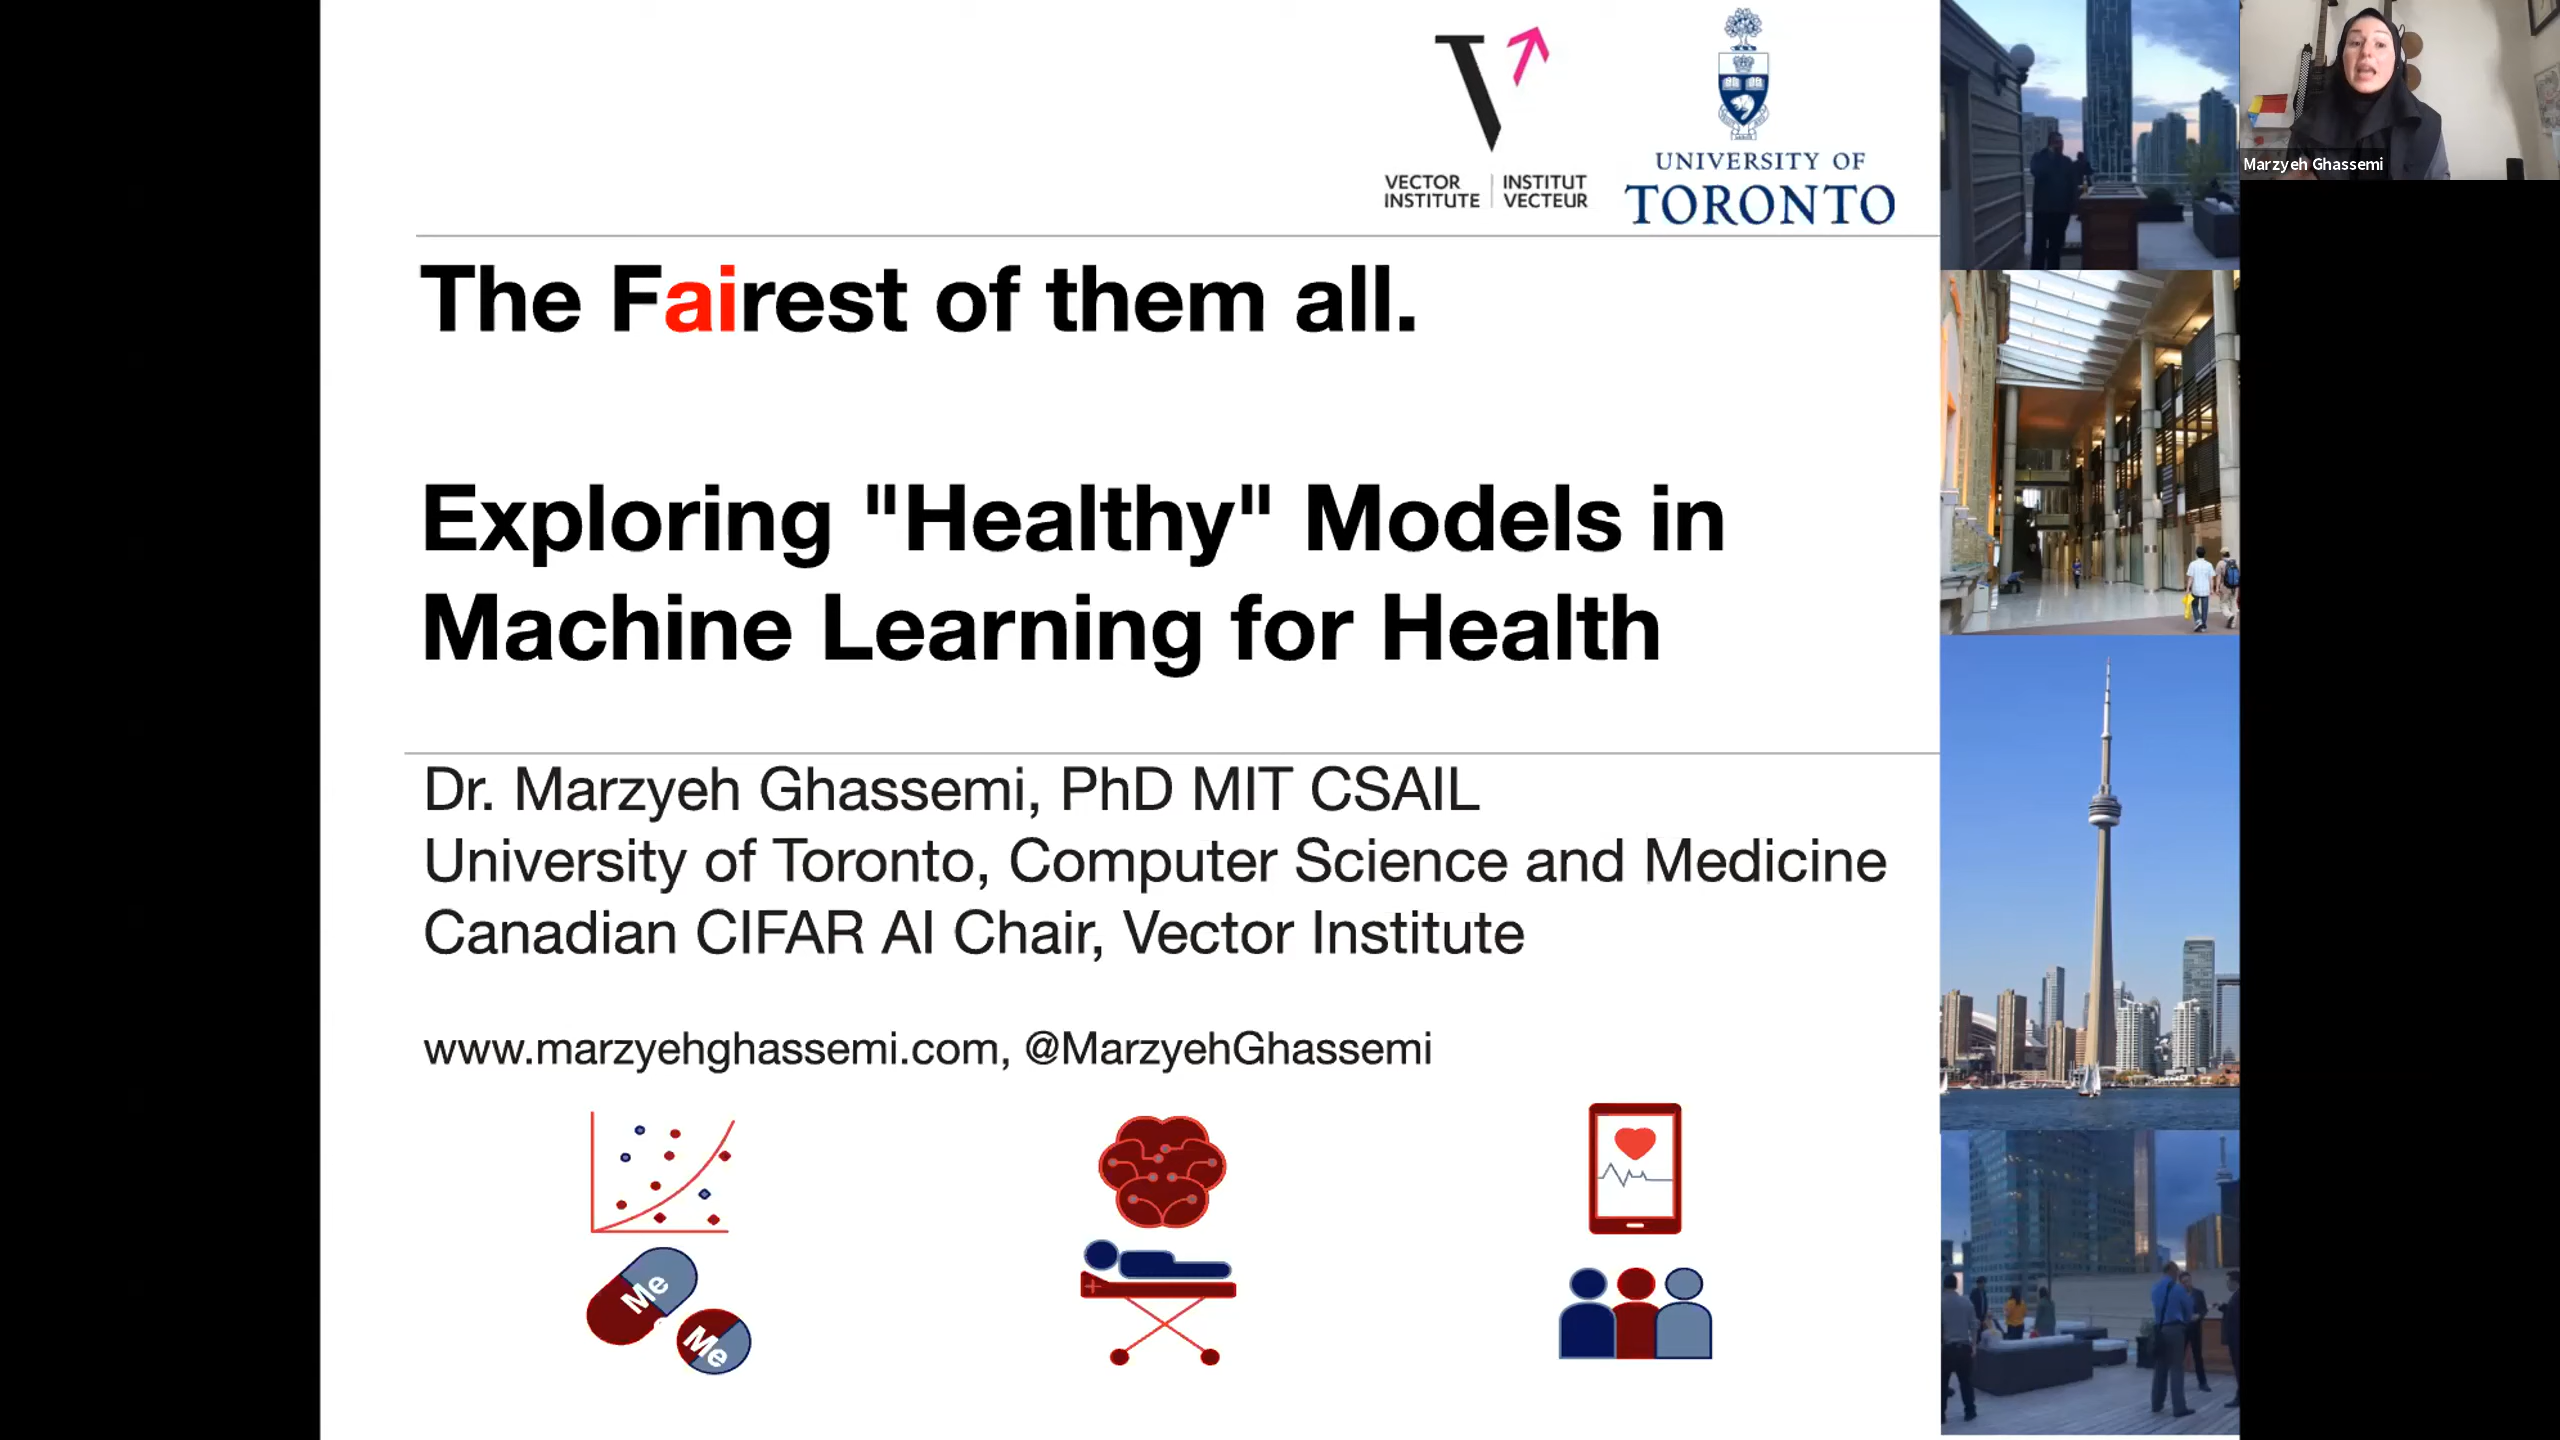 VECTOR INSTITUTE
INSTITUT VECTEUR
UNIVERSITY OF
TORONTO
Marzyeh Ghassemi
The Fairest of them all.
Exploring "Healthy" Models in
Machine Learning for Health
Dr. Marzyeh Ghassemi, PhD MIT CSAIL
University of Toronto, Computer Science and Medicine
Canadian CIFAR AI Chair, Vector Institute
www.marzyehghassemi.com, @MarzyehGhassemi
Me
Me